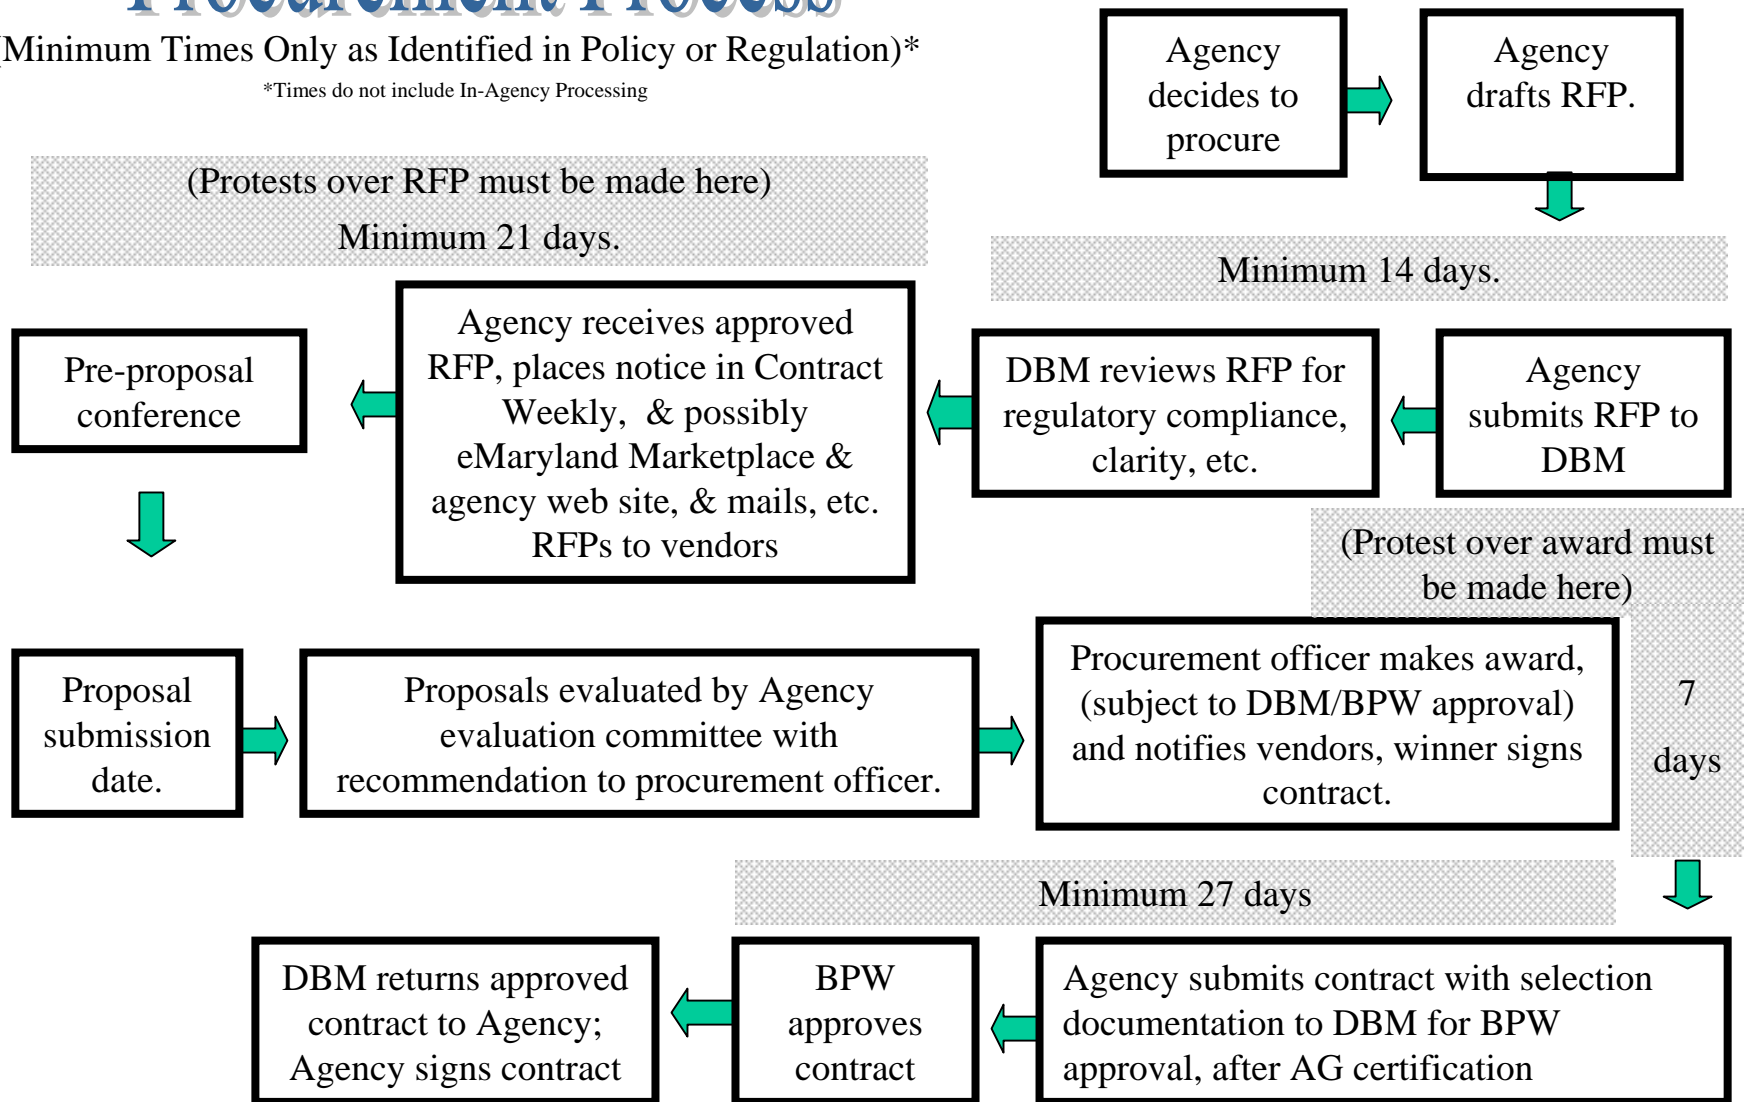 Procurement Process
(Minimum Times Only as Identified in Policy or Regulation)*
*Times do not include In-Agency Processing
Agency
decides to
procure
Agency
drafts RFP.
(Protests over RFP must be made here)
Minimum 21 days.
Minimum 14 days.
Pre-proposal
conference
Agency receives approved
RFP, places notice in Contract
Weekly, & possibly
eMaryland Marketplace &
agency web site, & mails, etc.
RFPs to vendors
DBM reviews RFP for
regulatory compliance,
clarity, etc.
Agency
submits RFP to
DBM
(Protest over award must
be made here)
Proposal
submission
date.
Proposals evaluated by Agency
evaluation committee with
recommendation to procurement officer.
Procurement officer makes award,
(subject to DBM/BPW approval)
and notifies vendors, winner signs
contract.
7
days
Minimum 27 days
DBM returns approved
contract to Agency;
Agency signs contract
BPW
approves
contract
Agency submits contract with selection
documentation to DBM for BPW
approval, after AG certification